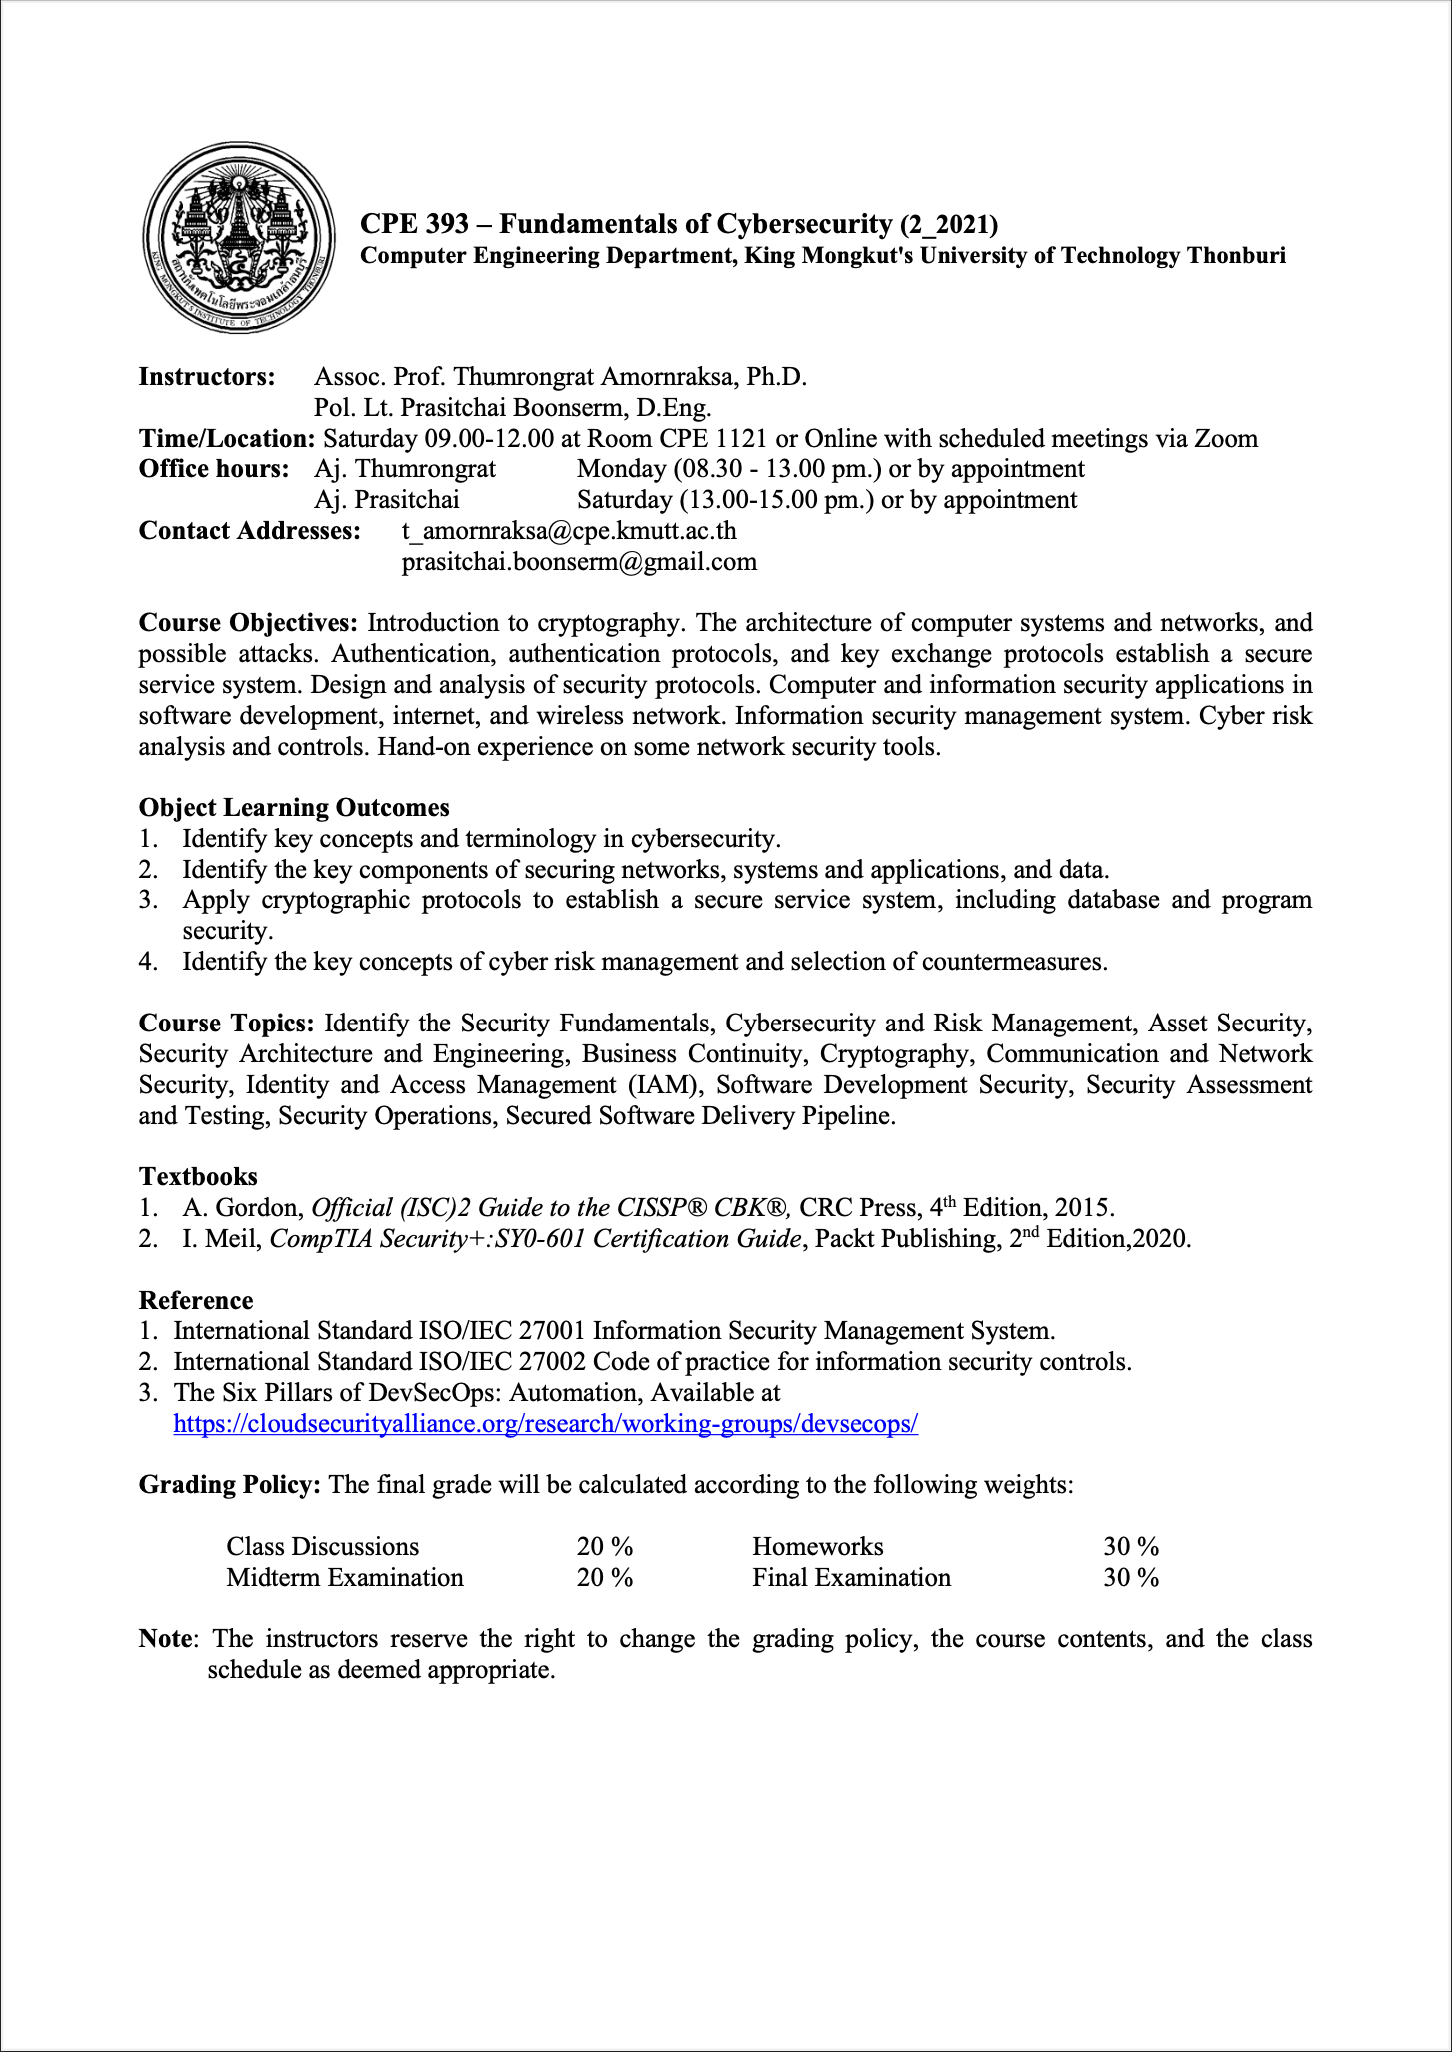 สถาบันเทคโนโลยีพระจอมเกล้าธนบุรี
KING MONGKUT'S INSTITUTE OF TECHNOLOGY THONBURI
CPE 393 – Fundamentals of Cybersecurity (2_2021)
Computer Engineering Department, King Mongkut's University of Technology Thonburi
Instructors: Assoc. Prof. Thumrongrat Amornraksa, Ph.D.
Pol. Lt. Prasitchai Boonserm, D.Eng.
Time/Location: Saturday 09.00-12.00 at Room CPE 1121 or Online with scheduled meetings via Zoom
Office hours: Aj. Thumrongrat Monday (08.30 - 13.00 pm.) or by appointment
Aj. Prasitchai Saturday (13.00-15.00 pm.) or by appointment
Contact Addresses: t_amornraksa@cpe.kmutt.ac.th
prasitchai.boonserm@gmail.com
Course Objectives: Introduction to cryptography. The architecture of computer systems and networks, and
possible attacks. Authentication, authentication protocols, and key exchange protocols establish a secure
service system. Design and analysis of security protocols. Computer and information security applications in
software development, internet, and wireless network. Information security management system. Cyber risk
analysis and controls. Hand-on experience on some network security tools.
Object Learning Outcomes
1. Identify key concepts and terminology in cybersecurity.
2. Identify the key components of securing networks, systems and applications, and data.
3. Apply cryptographic protocols to establish a secure service system, including database and program
security.
4. Identify the key concepts of cyber risk management and selection of countermeasures.
Course Topics: Identify the Security Fundamentals, Cybersecurity and Risk Management, Asset Security,
Security Architecture and Engineering, Business Continuity, Cryptography, Communication and Network
Security, Identity and Access Management (IAM), Software Development Security, Security Assessment
and Testing, Security Operations, Secured Software Delivery Pipeline.
Textbooks
1. A. Gordon, Official (ISC)2 Guide to the CISSP® CBK®, CRC Press, 4th Edition, 2015.
2. I. Meil, CompTIA Security+:SY0-601 Certification Guide, Packt Publishing, 2nd Edition,2020.
Reference
1. International Standard ISO/IEC 27001 Information Security Management System.
2. International Standard ISO/IEC 27002 Code of practice for information security controls.
3. The Six Pillars of DevSecOps: Automation, Available at
https://cloudsecurityalliance.org/research/working-groups/devsecops/
Grading Policy: The final grade will be calculated according to the following weights:
Class Discussions 20 % Homeworks 30 %
Midterm Examination 20 % Final Examination 30 %
Note: The instructors reserve the right to change the grading policy, the course contents, and the class
schedule as deemed appropriate.